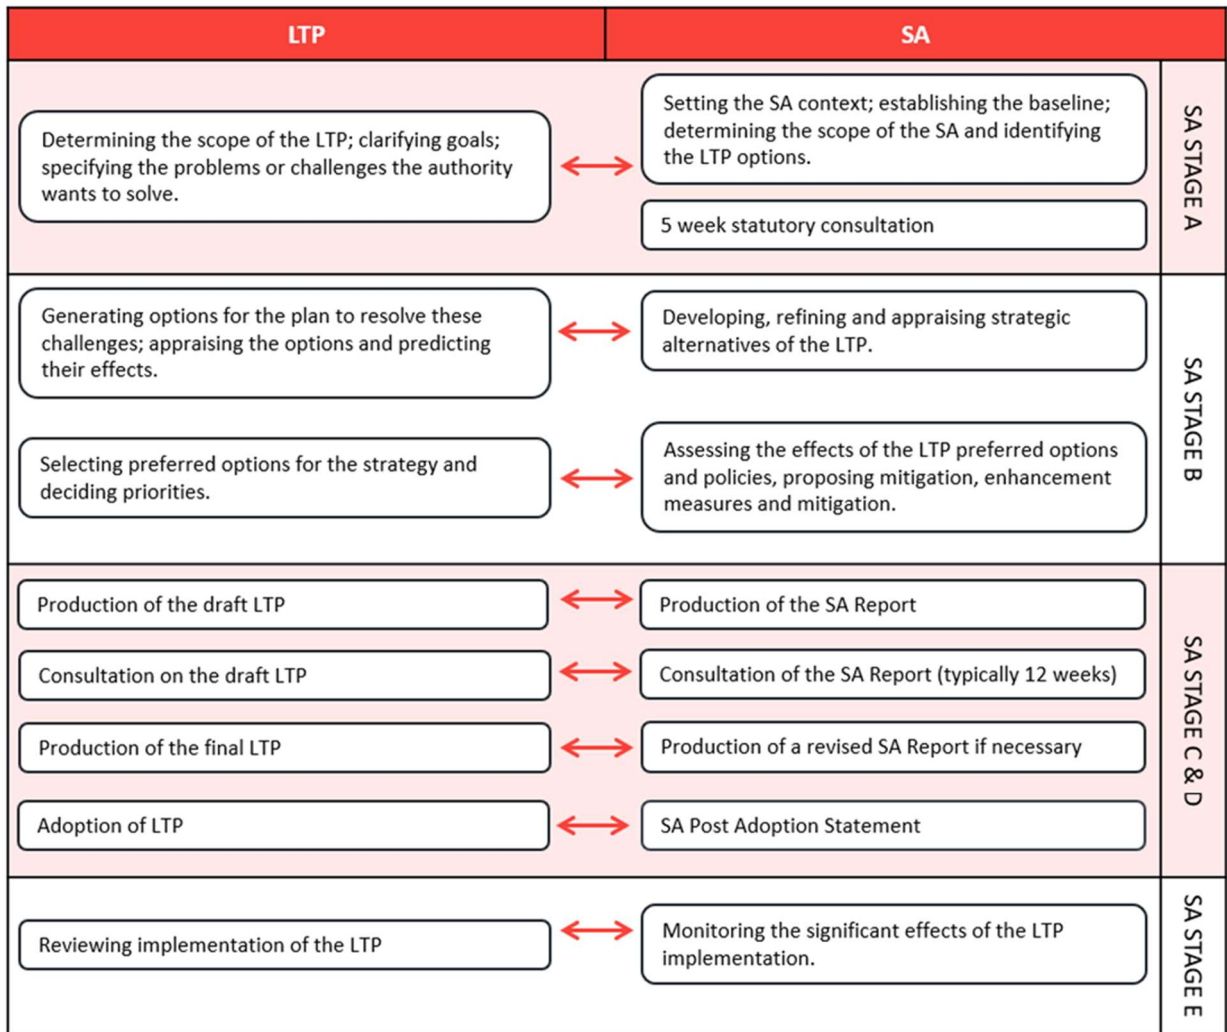 LTP
SA
Determining the scope of the LTP; clarifying goals;
specifying the problems or challenges the authority
wants to solve.
Setting the SA context; establishing the baseline;
determining the scope of the SA and identifying
the LTP options.
5 week statutory consultation
SA STAGE A
Generating options for the plan to resolve these
challenges; appraising the options and predicting
their effects.
Developing, refining and appraising strategic
alternatives of the LTP.
Selecting preferred options for the strategy and
deciding priorities.
Assessing the effects of the LTP preferred options
and policies, proposing mitigation, enhancement
measures and mitigation.
SA STAGE B
Production of the draft LTP
Production of the SA Report
Consultation on the draft LTP
Consultation of the SA Report (typically 12 weeks)
Production of the final LTP
Production of a revised SA Report if necessary
Adoption of LTP
SA Post Adoption Statement
SA STAGE C & D
Reviewing implementation of the LTP
Monitoring the significant effects of the LTP
implementation.
SA STAGE E